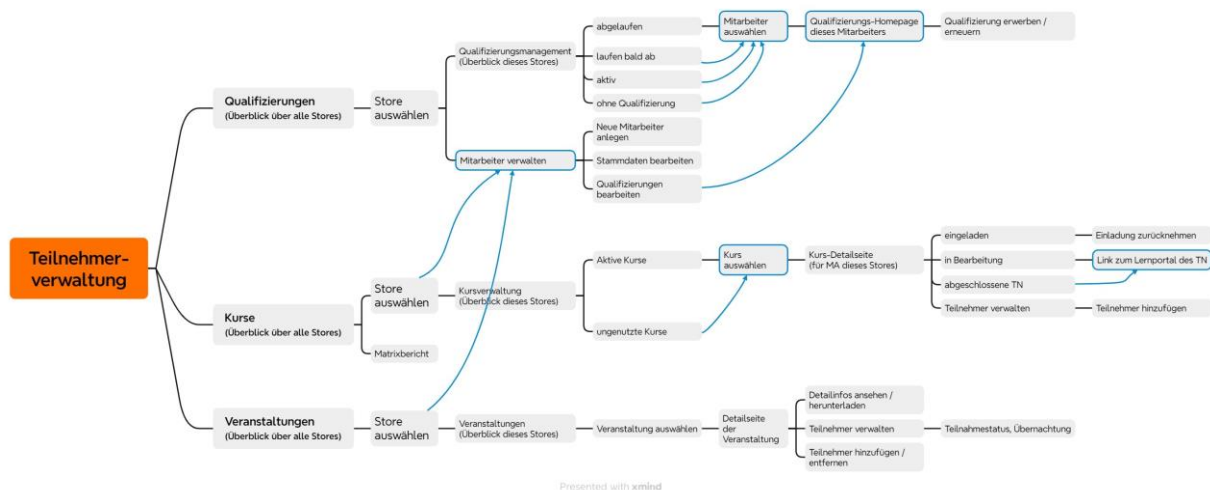 Teilnehmer-
verwaltung
Qualifizierungen
(Überblick über alle Stores)
Store
auswählen
Qualifizierungsmanagement
(Überblick dieses Stores)
abgelaufen
Mitarbeiter
auswählen
Qualifizierungs-Homepage
dieses Mitarbeiters
Qualifizierung erwerben /
erneuern
laufen bald ab
aktiv
ohne Qualifizierung
Mitarbeiter verwalten
Neue Mitarbeiter
anlegen
Stammdaten bearbeiten
Qualifizierungen
bearbeiten
Kurse
(Überblick über alle Stores)
Store
auswählen
Kursverwaltung
(Überblick dieses Stores)
Aktive Kurse
Kurs
auswählen
Kurs-Detailseite
(für MA dieses Stores)
eingeladen
Einladung zurücknehmen
in Bearbeitung
Link zum Lernportal des TN
abgeschlossene TN
Teilnehmer verwalten
Teilnehmer hinzufügen
ungenutzte Kurse
Matrixbericht
Veranstaltungen
(Überblick über alle Stores)
Store
auswählen
Veranstaltungen
(Überblick dieses Stores)
Veranstaltung auswählen
Detailseite
der
Veranstaltung
Detailinfos ansehen /
herunterladen
Teilnehmer verwalten
Teilnahmestatus, Übernachtung
Teilnehmer hinzufügen /
entfernen
Presented with xmind